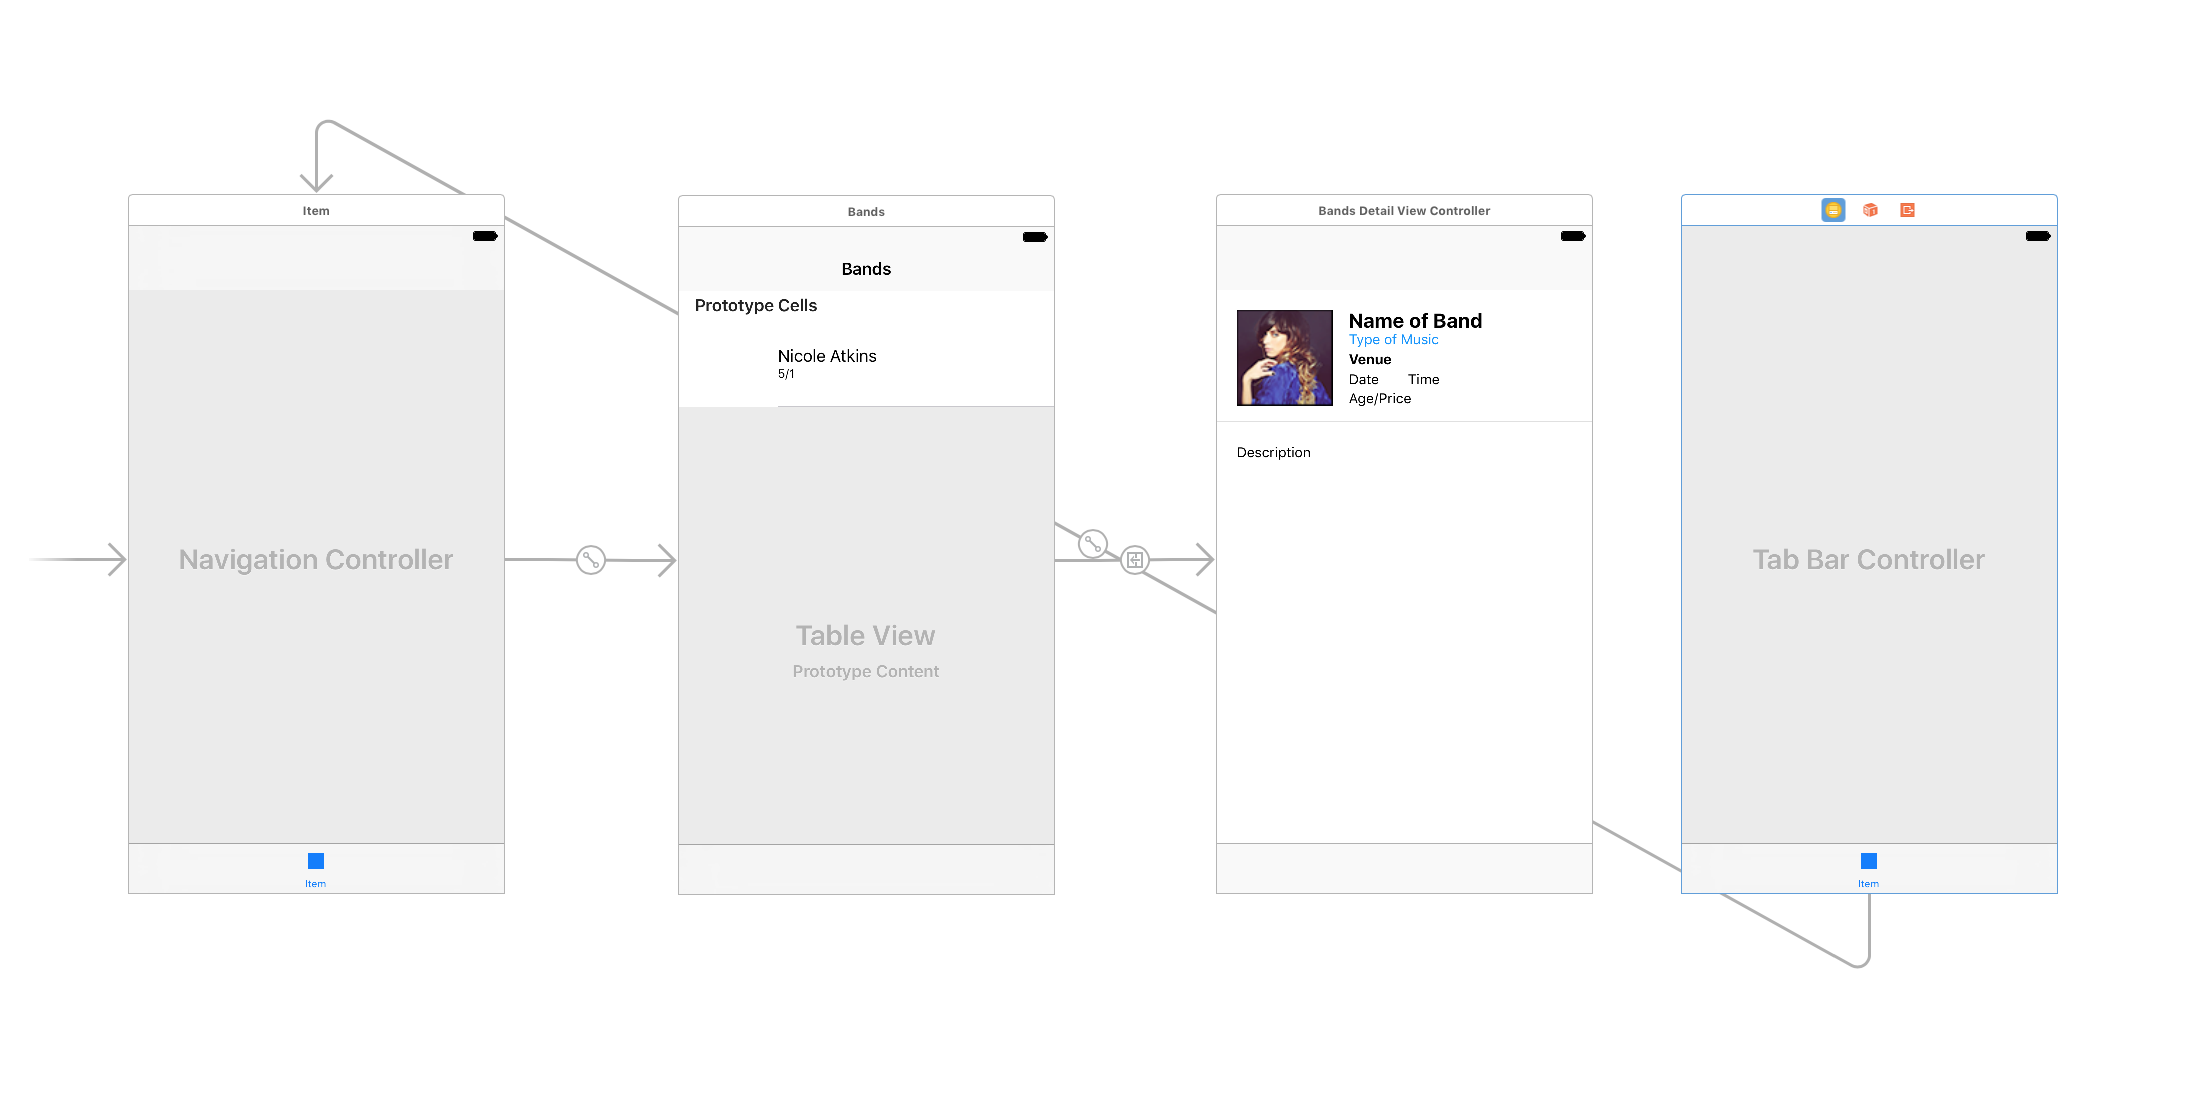 Item
Navigation Controller
Item
Bands
Bands
Prototype Cells
Nicole Atkins
5/1
Table View
Prototype Content
Bands Detail View Controller
Name of Band
Type of Music
Venue
Date Time
Age/Price
Description
Tab Bar Controller
Item